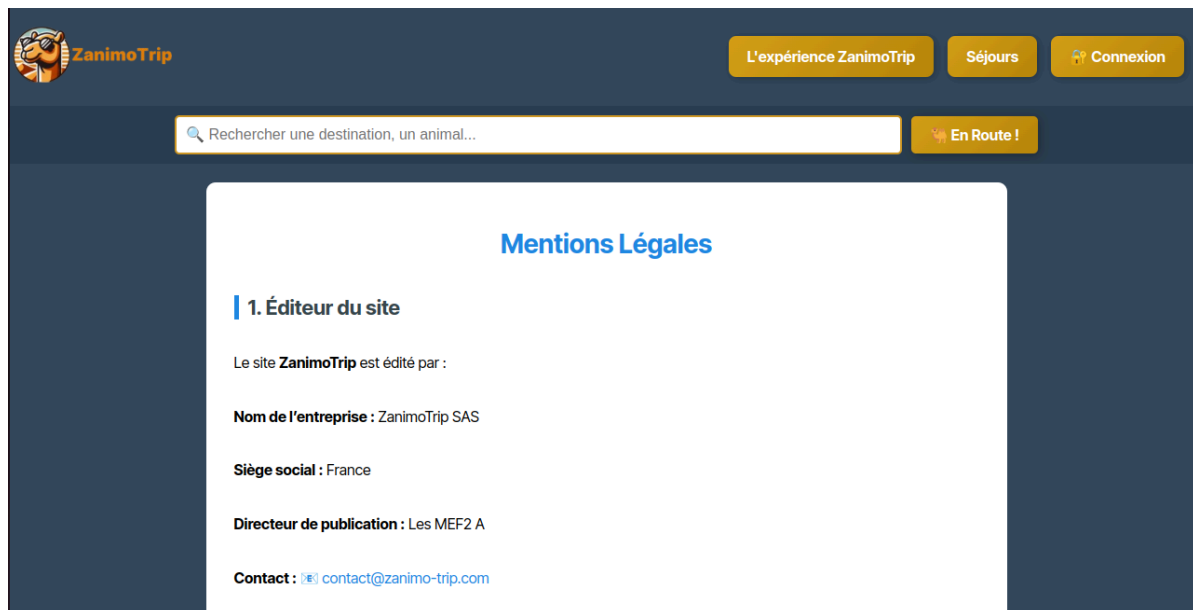 ZanimoTrip
L'expérience ZanimoTrip
Séjours
Connexion
Rechercher une destination, un animal...
En Route !
Mentions Légales
1. Éditeur du site
Le site ZanimoTrip est édité par :
Nom de l'entreprise : ZanimoTrip SAS
Siège social : France
Directeur de publication : Les MEF2 A
Contact : contact@zanimo-trip.com